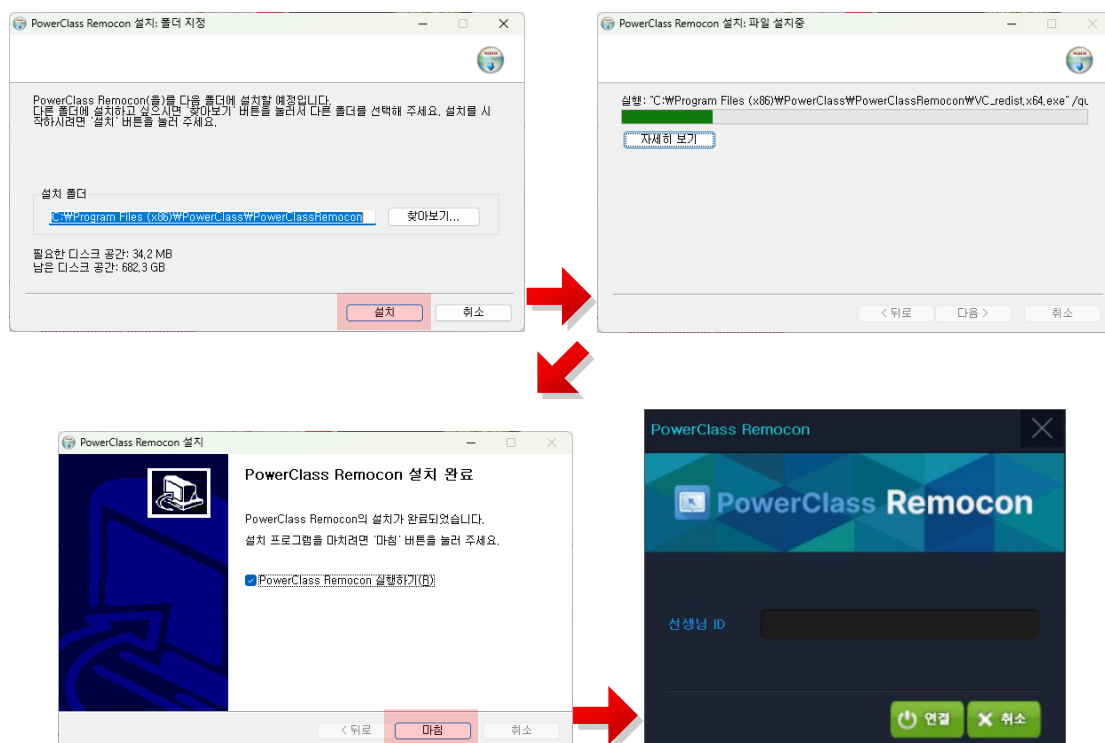 PowerClass Remocon 설치: 폴더 지정
PowerClass Remocon(을)를 다음 폴더에 설치할 예정입니다.
다른 폴더에 설치하고 싶으시면 '찾아보기' 버튼을 눌러서 다른 폴더를 선택해 주세요. 설치를 시
작하시려면 '설치' 버튼을 눌러 주세요.
설치 폴더
C:₩Program Files (x86)₩PowerClass₩PowerClassRemocon
찾아보기...
필요한 디스크 공간: 34.2 MB
남은 디스크 공간: 682.3 GB
설치
취소
PowerClass Remocon 설치: 파일 설치중
실행: "C:₩Program Files (x86)₩PowerClass₩PowerClassRemocon₩VC_redist.x64.exe" /qu
자세히 보기
< 뒤로
다음 >
취소
PowerClass Remocon 설치
PowerClass Remocon 설치 완료
PowerClass Remocon의 설치가 완료되었습니다.
설치 프로그램을 마치려면 '마침' 버튼을 눌러 주세요.
PowerClass Remocon 실행하기(R)
< 뒤로
마침
취소
PowerClass Remocon
PowerClass Remocon
선생님 ID
연결
취소